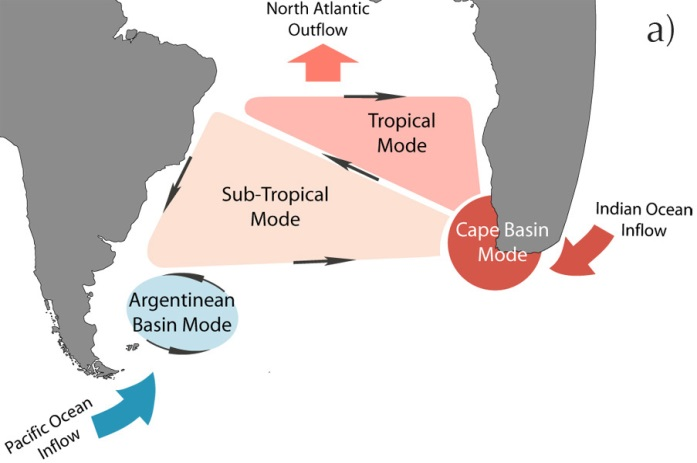 North Atlantic
Outflow
a)
Tropical
Mode
Sub-Tropical
Mode
Indian Ocean
Inflow
Cape Basin
Mode
Argentinean
Basin Mode
Pacific Ocean
Inflow